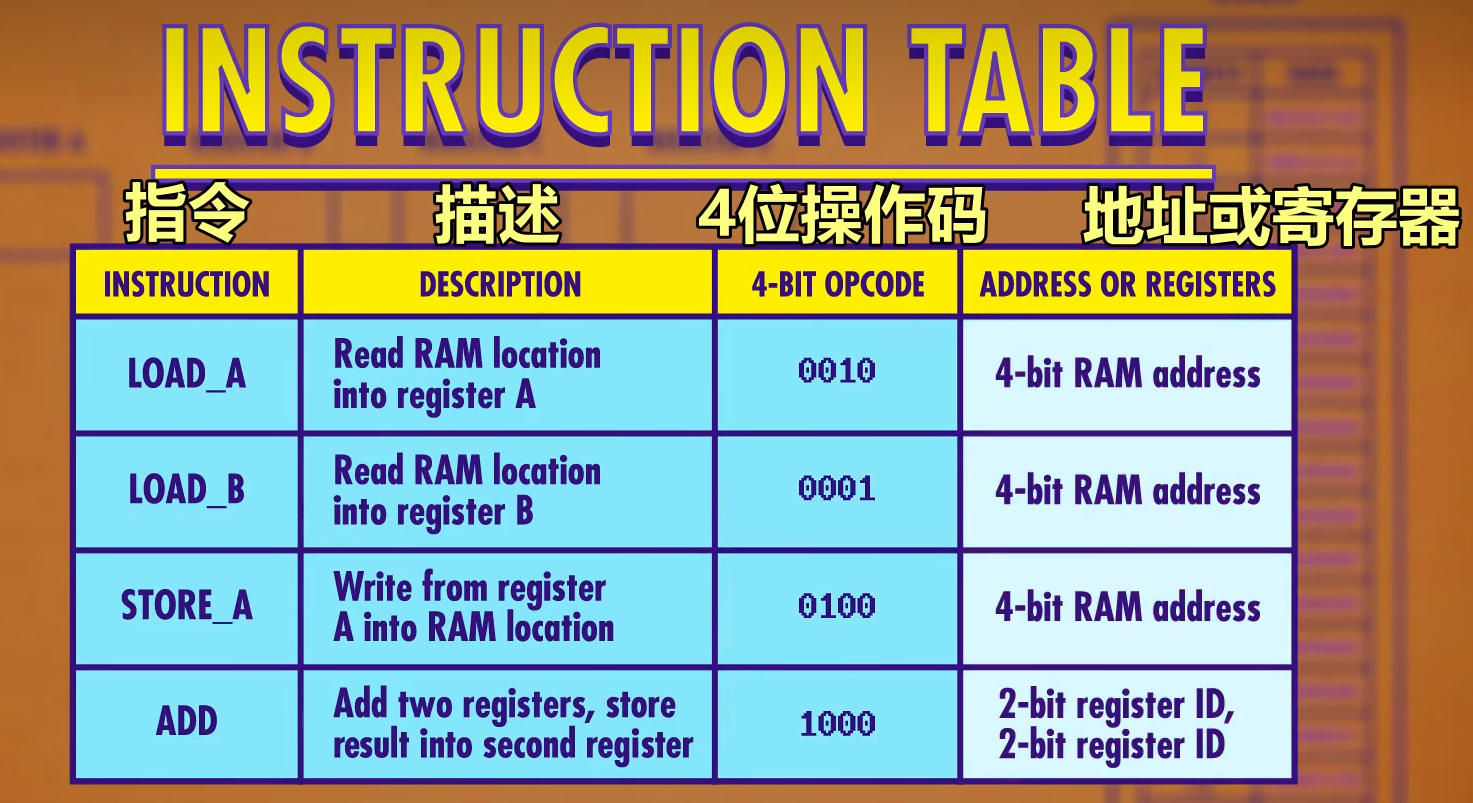 INSTRUCTION TABLE
指令 描述 4位操作码 地址或寄存器
INSTRUCTION DESCRIPTION 4-BIT OPCODE ADDRESS OR REGISTERS
LOAD_A
Read RAM location
into register A
0010
4-bit RAM address
LOAD_B
Read RAM location
into register B
0001
4-bit RAM address
STORE_A
Write from register
A into RAM location
0100
4-bit RAM address
ADD
Add two registers, store
result into second register
1000
2-bit register ID,
2-bit register ID